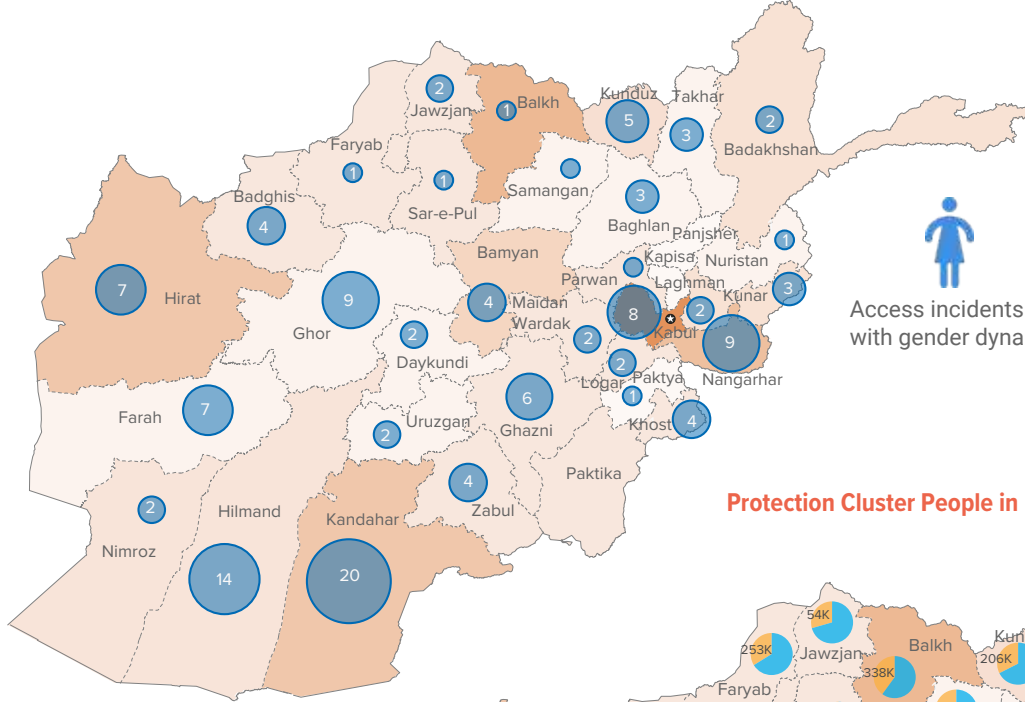 2
Jawzjan
1
Balkh
Kunduz
5
Takhar
3
2
Badakhshan
Faryab
1
1
Sar-e-Pul
Samangan
Badghis
4
3
Baghlan
Panjsher
Kapisa
Nuristan
1
Bamyan
Parwan
Laghman
Kunar
3
7
Hirat
9
Ghor
4
Maidan
Wardak
8
Kabul
2
9
Nangarhar
2
Daykundi
2
2
Logar
Paktya
1
Khost
4
7
Farah
6
Ghazni
2
Uruzgan
Paktika
4
Zabul
2
Nimroz
Hilmand
14
Kandahar
20
Access incidents
with gender dyna
Protection Cluster People in
54K
Jawzjan
253K
Faryab
Balkh
338K
Kun
206K